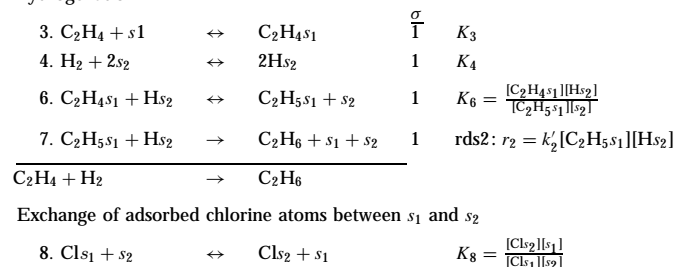 σ
3. C₂H₄ + s1 ↔ C₂H₄s₁ 1 K₃
4. H₂ + 2s₂ ↔ 2Hs₂ 1 K₄
6. C₂H₄s₁ + Hs₂ ↔ C₂H₅s₁ + s₂ 1 K₆ = [C₂H₄s₁][Hs₂] / [C₂H₅s₁][s₂]
7. C₂H₅s₁ + Hs₂ → C₂H₆ + s₁ + s₂ 1 rds2: r₂ = k′₂[C₂H₅s₁][Hs₂]
C₂H₄ + H₂ → C₂H₆
Exchange of adsorbed chlorine atoms between s₁ and s₂
8. Cls₁ + s₂ ↔ Cls₂ + s₁ K₈ = [Cls₂][s₁] / [Cls₁][s₂]